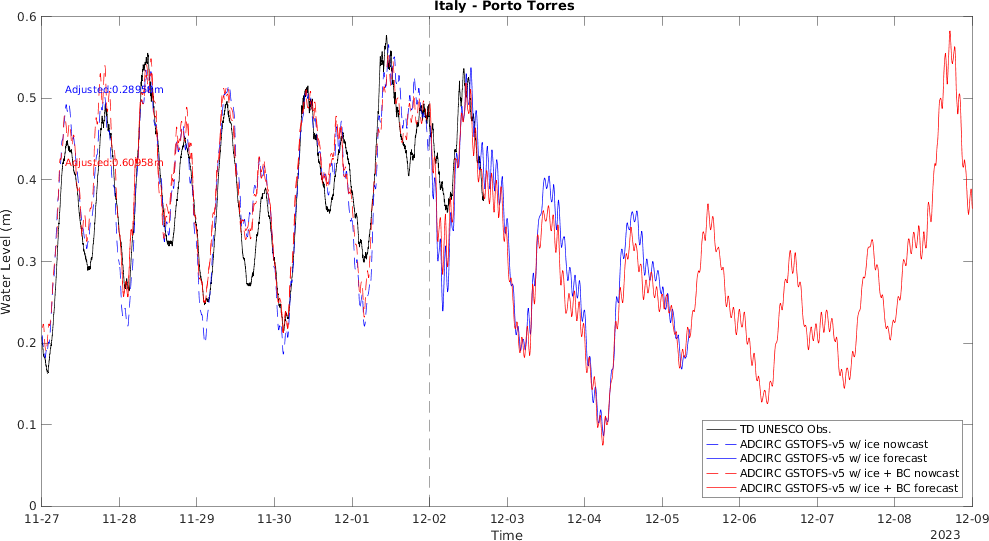 Italy - Porto Torres
Water Level (m)
0.6
0.5
0.4
0.3
0.2
0.1
0
Adjusted:0.28958m
Adjusted:0.60958m
TD UNESCO Obs.
ADCIRC GSTOFS-v5 w/ ice nowcast
ADCIRC GSTOFS-v5 w/ ice forecast
ADCIRC GSTOFS-v5 w/ ice + BC nowcast
ADCIRC GSTOFS-v5 w/ ice + BC forecast
11-27 11-28 11-29 11-30 12-01 12-02 12-03 12-04 12-05 12-06 12-07 12-08 12-09
Time
2023